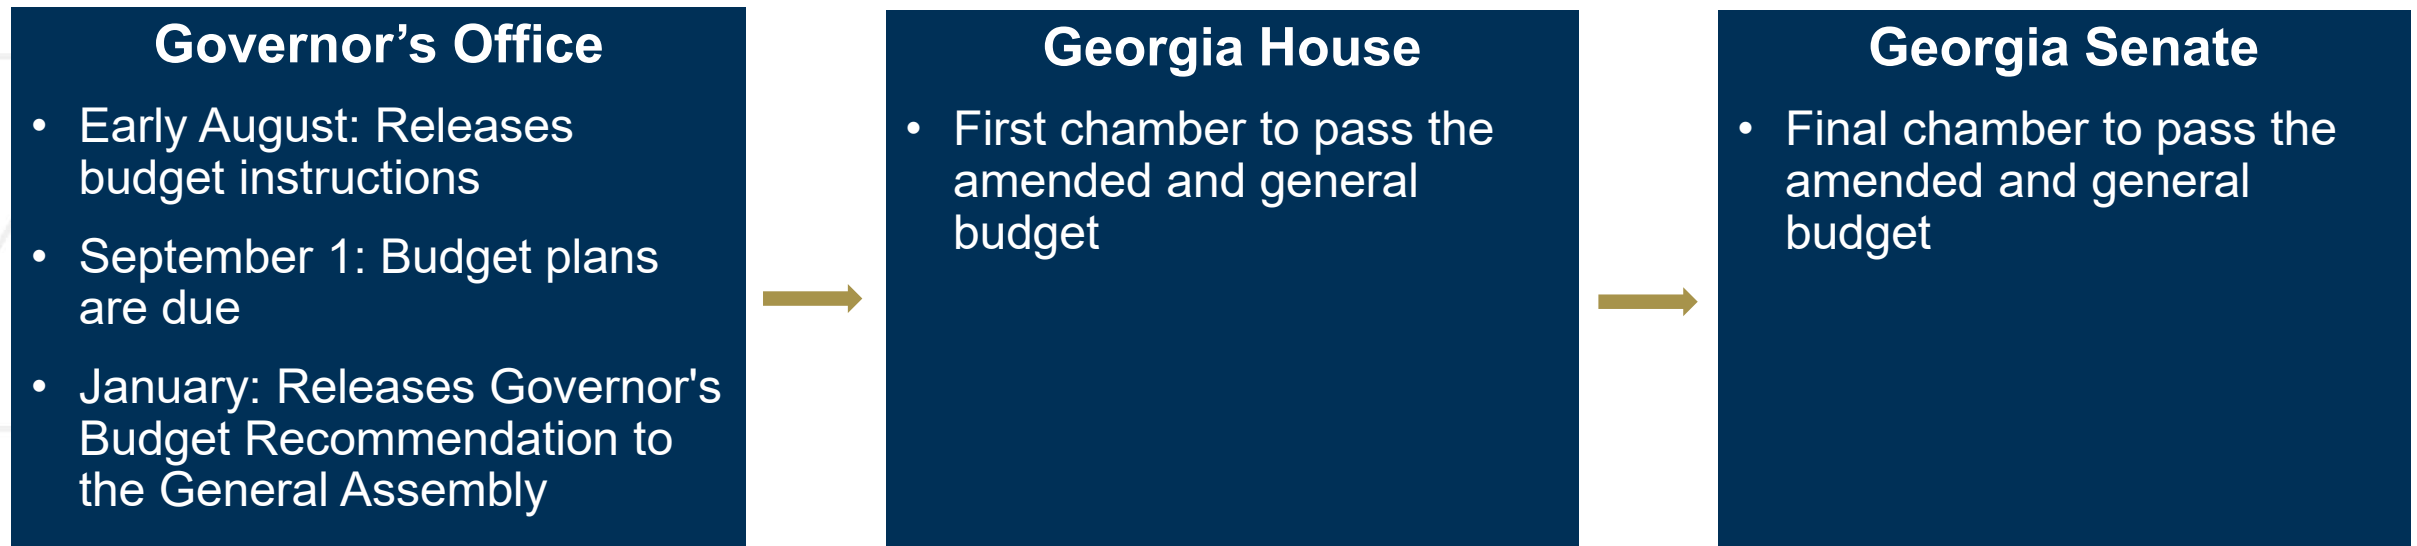 Governor’s Office
• Early August: Releases
budget instructions
• September 1: Budget plans
are due
• January: Releases Governor's
Budget Recommendation to
the General Assembly
Georgia House
• First chamber to pass the
amended and general
budget
Georgia Senate
• Final chamber to pass the
amended and general
budget